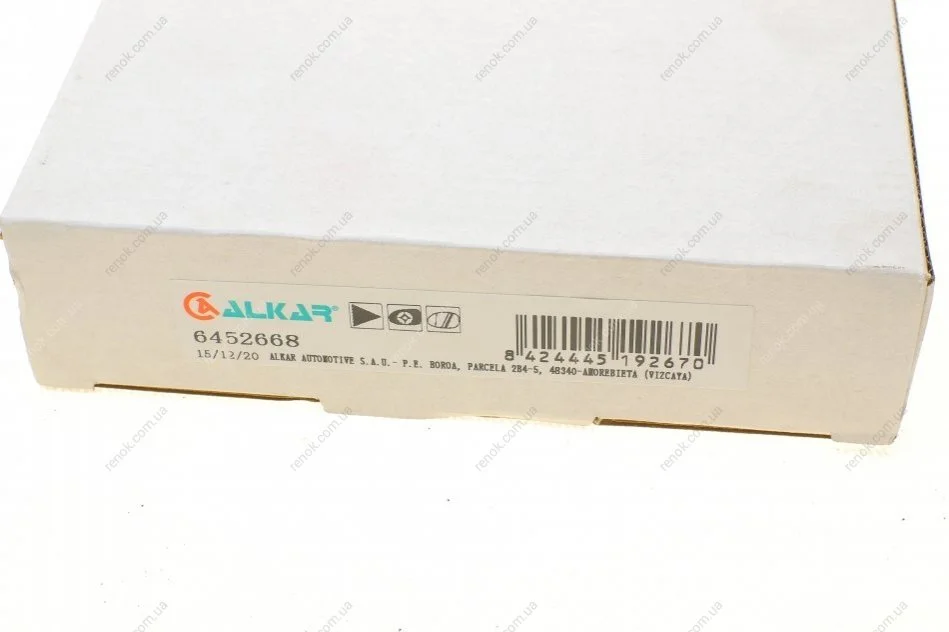 ALKAR
6452668
15/12/20 ALKAR AUTOMOTIVE S.A.U.- P.E. BOROA, PARCELA 2B4-5, 48340-AMOREBIETA (VIZCAYA)
8 424445 192670
renok.com.ua